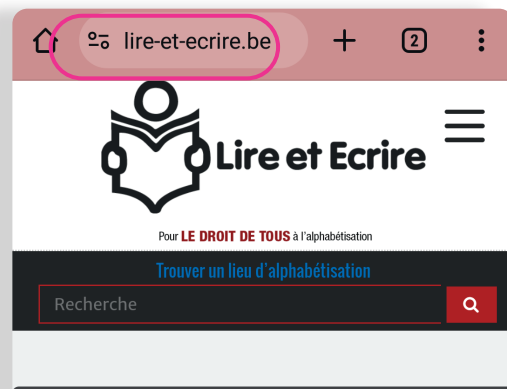 lire-et-ecrire.be
2
Lire et Ecrire
Pour LE DROIT DE TOUS à l'alphabétisation
Trouver un lieu d'alphabétisation
Recherche